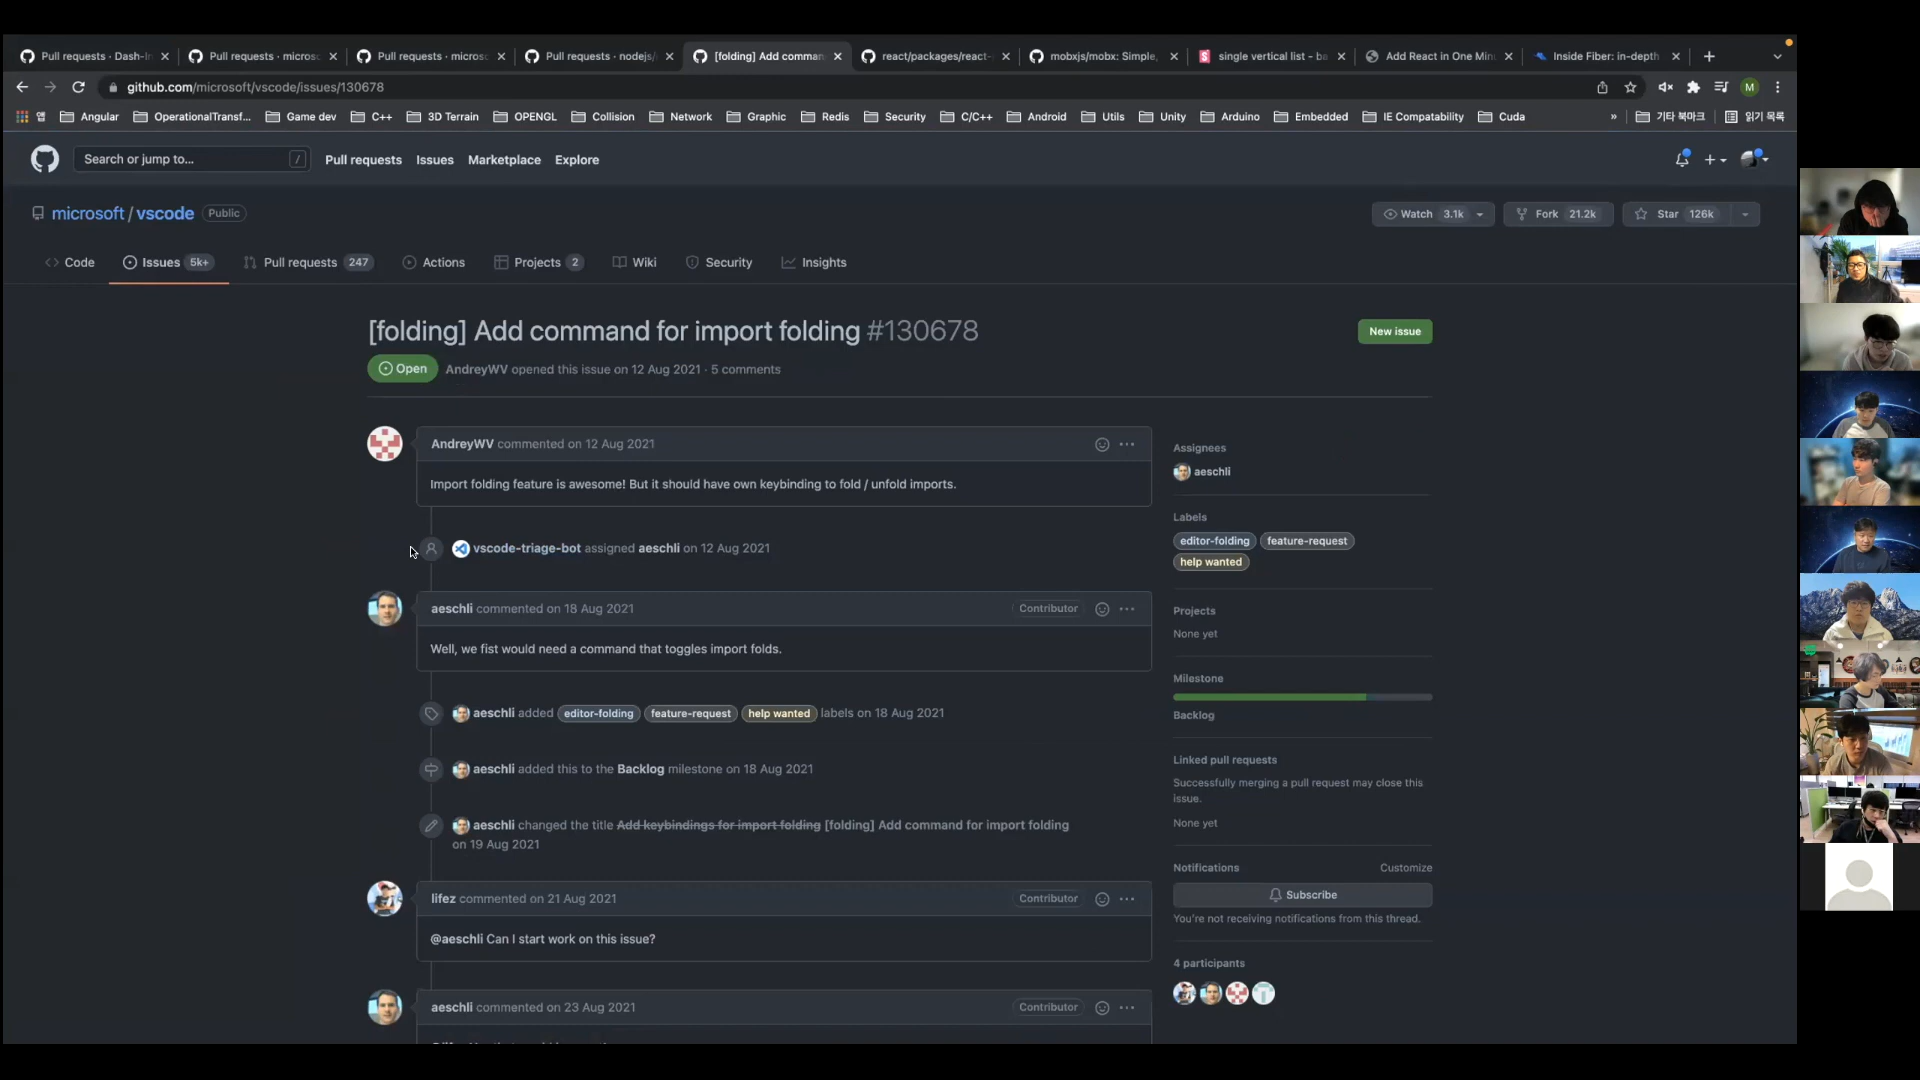 Pull requests · Dash-In
Pull requests · microso
Pull requests · microso
Pull requests · nodejs/
[folding] Add comman
react/packages/react-
mobxjs/mobx: Simple,
single vertical list - ba
Add React in One Min
Inside Fiber: in-depth
github.com/microsoft/vscode/issues/130678
M
앱
Angular
OperationalTransf...
Game dev
C++
3D Terrain
OPENGL
Collision
Network
Graphic
Redis
Security
C/C++
Android
Utils
Unity
Arduino
Embedded
IE Compatibility
Cuda
»
기타 북마크
읽기 목록
Search or jump to... /
Pull requests
Issues
Marketplace
Explore
microsoft / vscode Public
Watch 3.1k
Fork 21.2k
Star 126k
Code
Issues 5k+
Pull requests 247
Actions
Projects 2
Wiki
Security
Insights
[folding] Add command for import folding #130678
New issue
Open AndreyWV opened this issue on 12 Aug 2021 · 5 comments
AndreyWV commented on 12 Aug 2021
Import folding feature is awesome! But it should have own keybinding to fold / unfold imports.
vscode-triage-bot assigned aeschli on 12 Aug 2021
aeschli commented on 18 Aug 2021 Contributor
Well, we fist would need a command that toggles import folds.
aeschli added editor-folding feature-request help wanted labels on 18 Aug 2021
aeschli added this to the Backlog milestone on 18 Aug 2021
aeschli changed the title Add keybindings for import folding [folding] Add command for import folding
on 19 Aug 2021
lifez commented on 21 Aug 2021 Contributor
@aeschli Can I start work on this issue?
aeschli commented on 23 Aug 2021 Contributor
Assignees
aeschli
Labels
editor-folding feature-request
help wanted
Projects
None yet
Milestone
Backlog
Linked pull requests
Successfully merging a pull request may close this
issue.
None yet
Notifications Customize
Subscribe
You're not receiving notifications from this thread.
4 participants